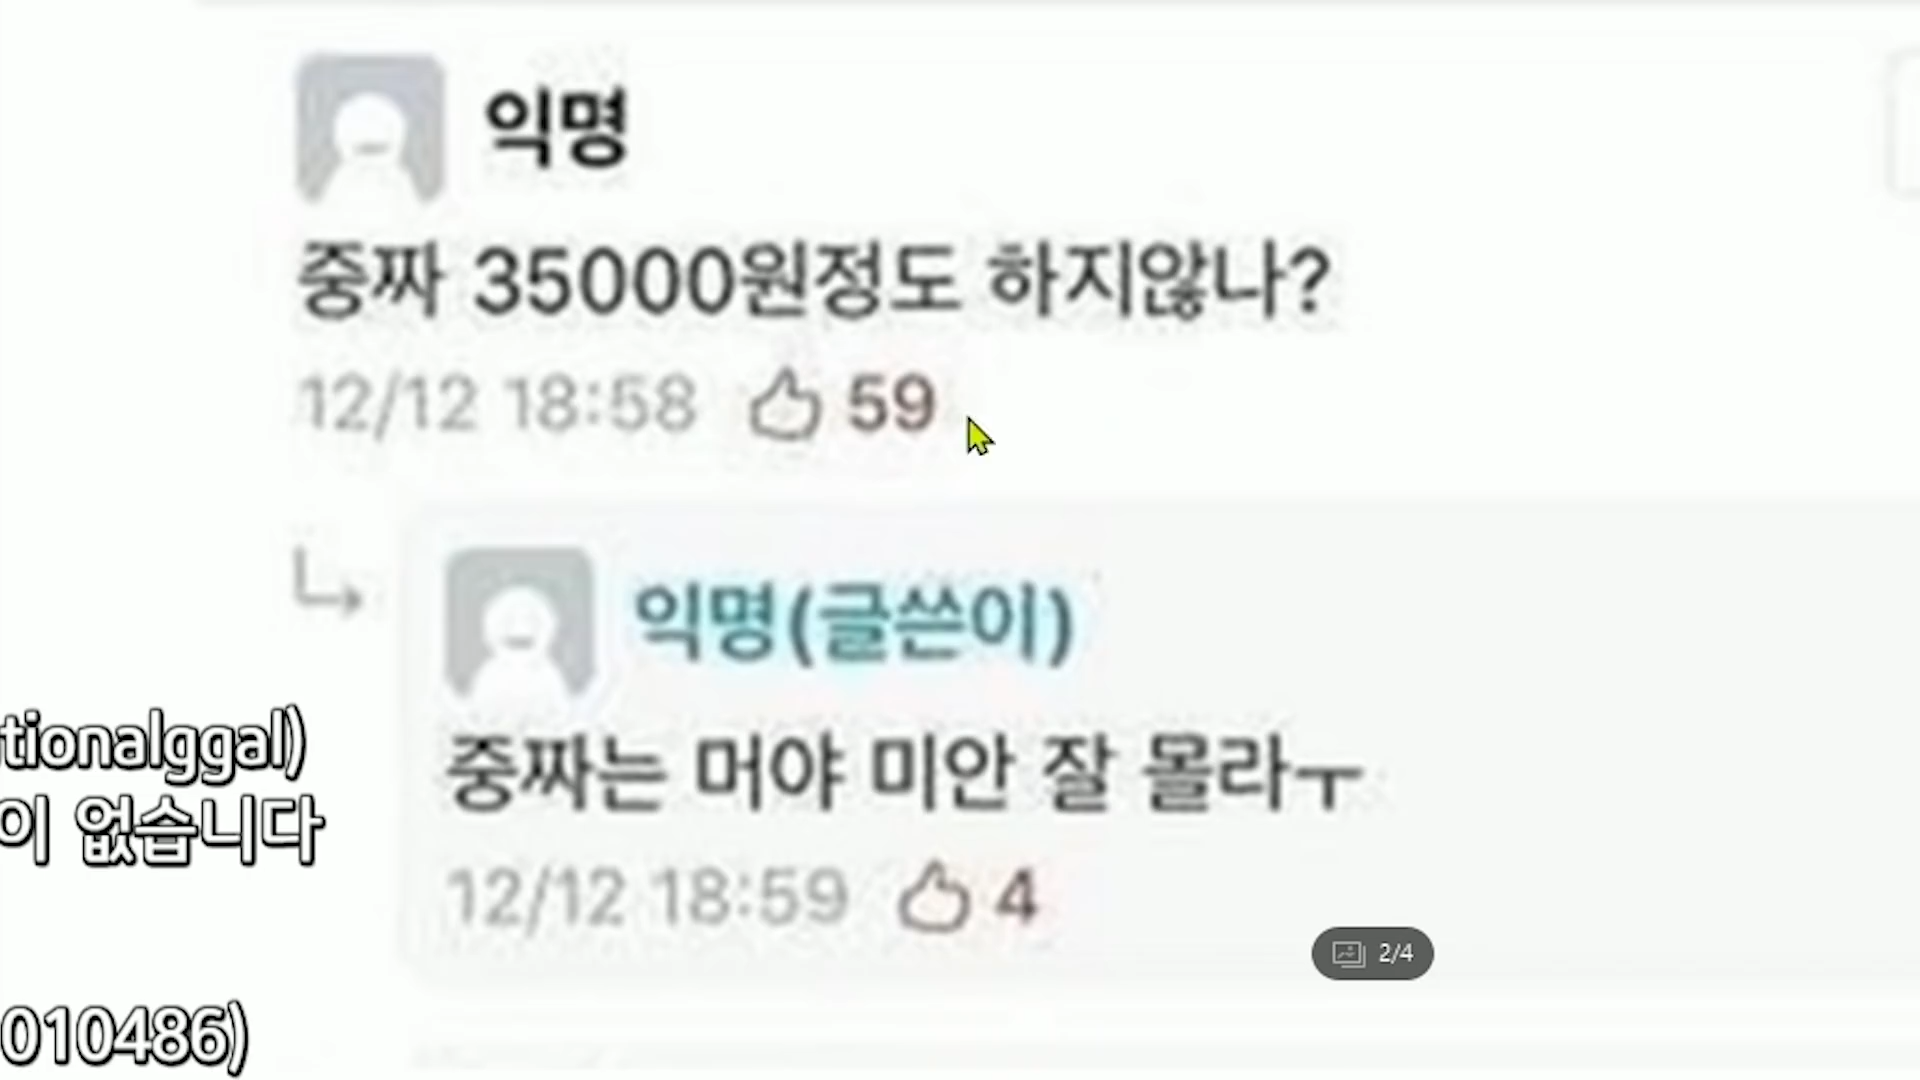 익명
중짜 35000원정도 하지않나?
12/12 18:58 59
익명(글쓴이)
중짜는 머야 미안 잘 몰라ㅜ
12/12 18:59 4
tionalggal)
이 없습니다
2/4
010486)